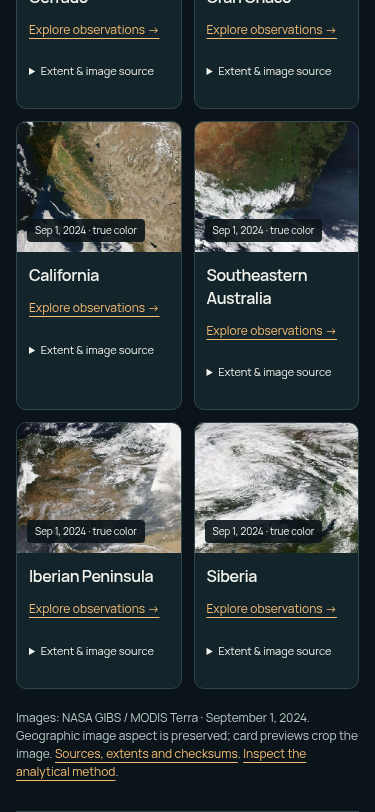 Explore observations →
Explore observations →
▶ Extent & image source
▶ Extent & image source
Sep 1, 2024 · true color
Sep 1, 2024 · true color
California
Southeastern
Australia
Explore observations →
Explore observations →
▶ Extent & image source
▶ Extent & image source
Sep 1, 2024 · true color
Sep 1, 2024 · true color
Iberian Peninsula
Siberia
Explore observations →
Explore observations →
▶ Extent & image source
▶ Extent & image source
Images: NASA GIBS / MODIS Terra · September 1, 2024.
Geographic image aspect is preserved; card previews crop the
image. Sources, extents and checksums. Inspect the
analytical method.